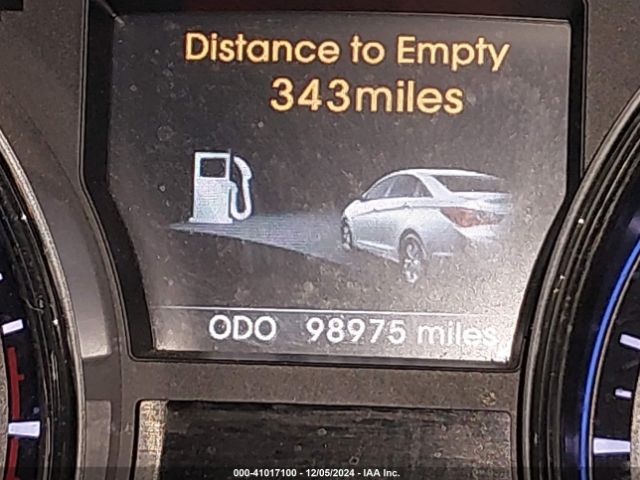 Distance to Empty
343miles
ODO 98975 miles
000-41017100 - 12/05/2024 - IAA Inc.